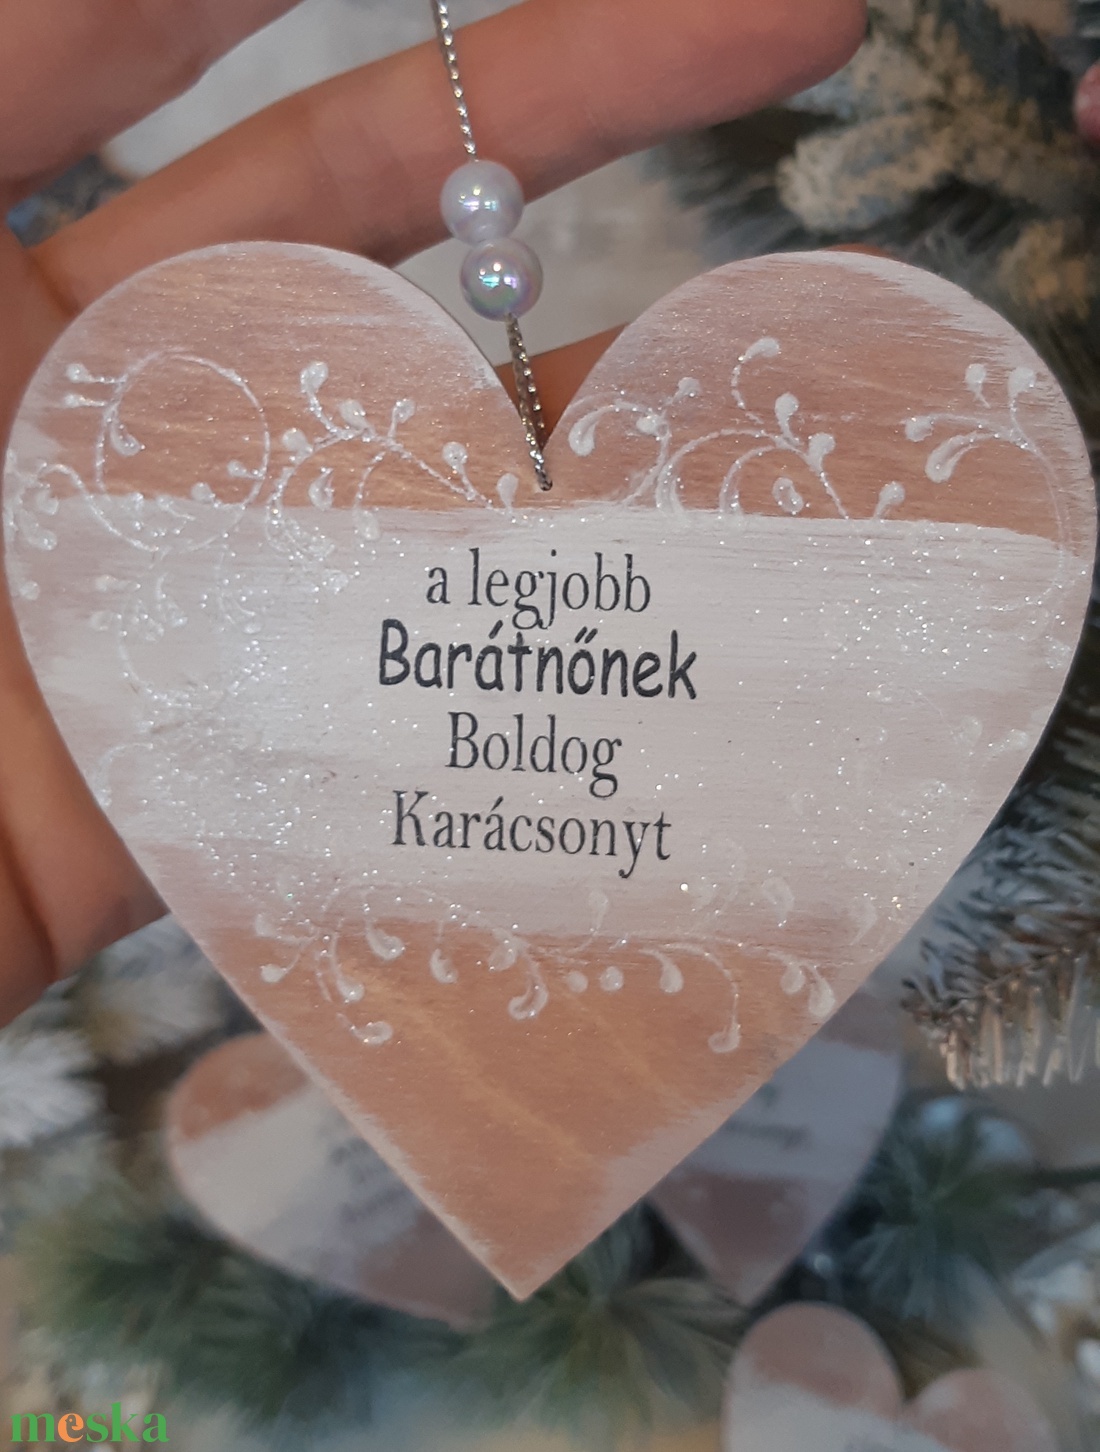 a legjobb
Barátnőnek
Boldog
Karácsonyt
meska